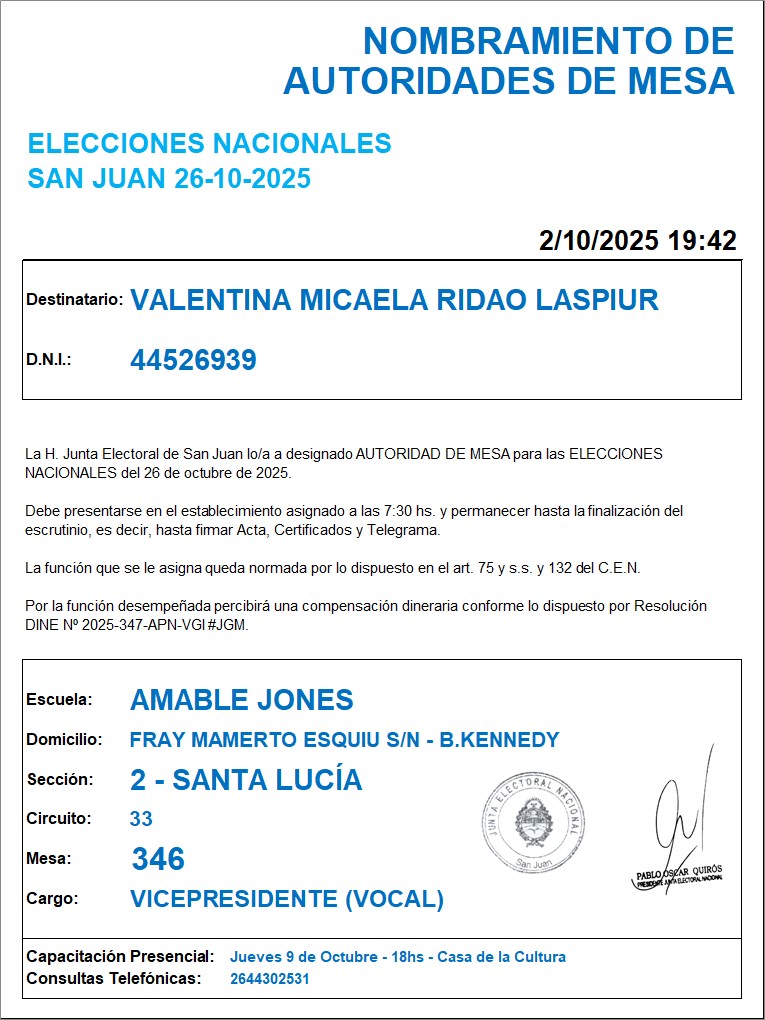 NOMBRAMIENTO DE
AUTORIDADES DE MESA
ELECCIONES NACIONALES
SAN JUAN 26-10-2025
2/10/2025 19:42
Destinatario: VALENTINA MICAELA RIDAO LASPIUR
D.N.I.: 44526939
La H. Junta Electoral de San Juan lo/a a designado AUTORIDAD DE MESA para las ELECCIONES
NACIONALES del 26 de octubre de 2025.
Debe presentarse en el establecimiento asignado a las 7:30 hs. y permanecer hasta la finalización del
escrutinio, es decir, hasta firmar Acta, Certificados y Telegrama.
La función que se le asigna queda normada por lo dispuesto en el art. 75 y s.s. y 132 del C.E.N.
Por la función desempeñada percibirá una compensación dineraria conforme lo dispuesto por Resolución
DINE Nº 2025-347-APN-VGI#JGM.
Escuela: AMABLE JONES
Domicilio: FRAY MAMERTO ESQUIU S/N - B.KENNEDY
Sección: 2 - SANTA LUCÍA
Circuito: 33
Mesa: 346
Cargo: VICEPRESIDENTE (VOCAL)
JUNTA ELECTORAL NACIONAL
San Juan
PABLO OSCAR QUIRÓS
PRESIDENTE JUNTA ELECTORAL NACIONAL
Capacitación Presencial: Jueves 9 de Octubre - 18hs - Casa de la Cultura
Consultas Telefónicas: 2644302531